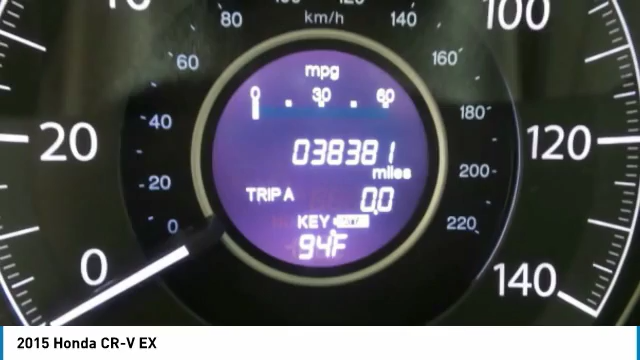 80 km/h 120 140
100
60 160
mpg
0 30 60
40 180
20 038381 120
miles
20 200
TRIP A 0.0
0 KEY 220
94F
0 140
2015 Honda CR-V EX